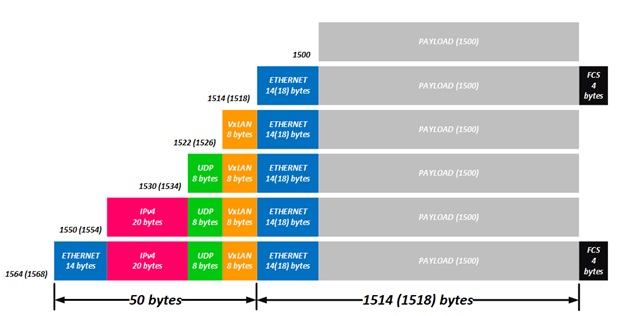 PAYLOAD (1500)
1500
ETHERNET
14(18) bytes
PAYLOAD (1500)
FCS
4
bytes
1514 (1518)
VxLAN
8 bytes
ETHERNET
14(18) bytes
PAYLOAD (1500)
1522 (1526)
UDP
8 bytes
VxLAN
8 bytes
ETHERNET
14(18) bytes
PAYLOAD (1500)
1530 (1534)
IPv4
20 bytes
UDP
8 bytes
VxLAN
8 bytes
ETHERNET
14(18) bytes
PAYLOAD (1500)
1550 (1554)
ETHERNET
14 bytes
IPv4
20 bytes
UDP
8 bytes
VxLAN
8 bytes
ETHERNET
14(18) bytes
PAYLOAD (1500)
FCS
4
bytes
1564 (1568)
50 bytes
1514 (1518) bytes